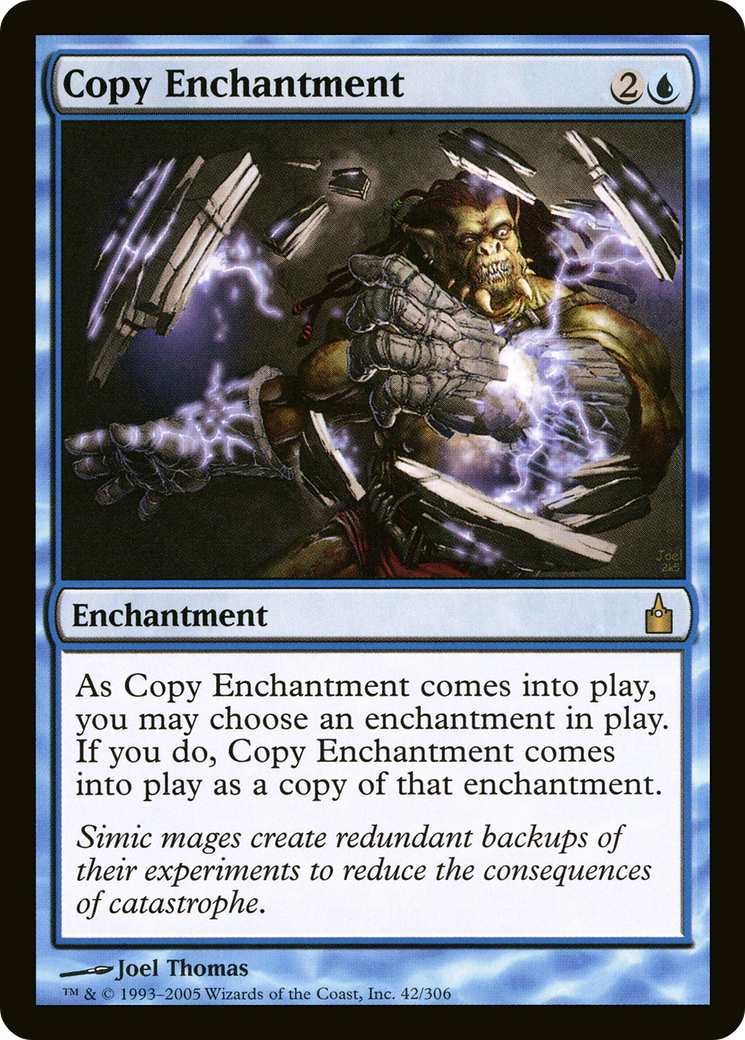 Copy Enchantment 2
Joel
2k5
Enchantment
As Copy Enchantment comes into play,
you may choose an enchantment in play.
If you do, Copy Enchantment comes
into play as a copy of that enchantment.
Simic mages create redundant backups of
their experiments to reduce the consequences
of catastrophe.
Joel Thomas
™ & © 1993–2005 Wizards of the Coast, Inc. 42/306